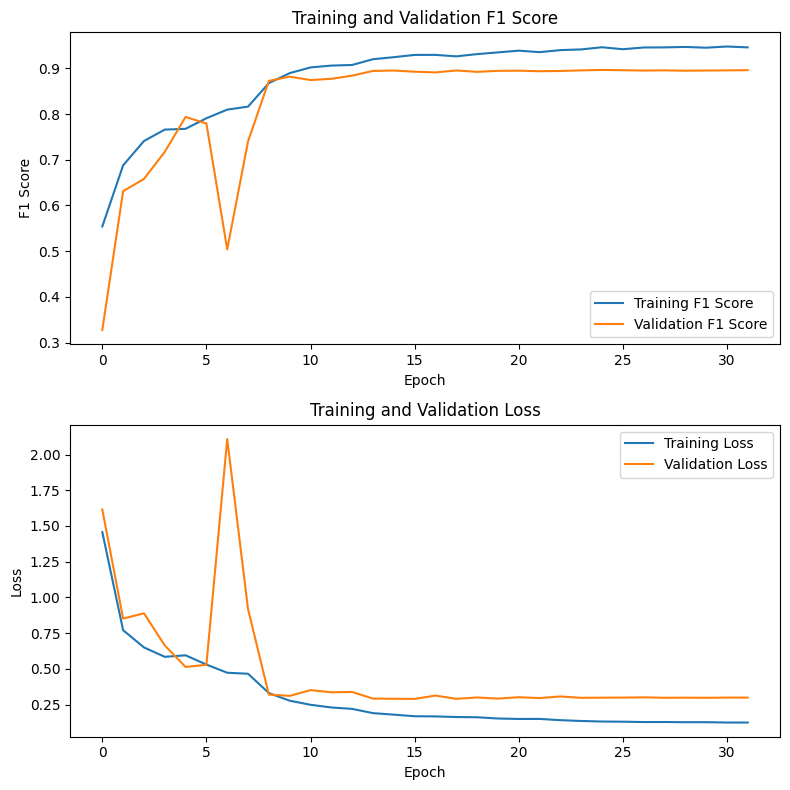 Training and Validation F1 Score
0.9
0.8
0.7
0.6
0.5
0.4
0.3
F1 Score
Training F1 Score
Validation F1 Score
0 5 10 15 20 25 30
Epoch
Training and Validation Loss
Training Loss
Validation Loss
2.00
1.75
1.50
1.25
1.00
0.75
0.50
0.25
Loss
0 5 10 15 20 25 30
Epoch